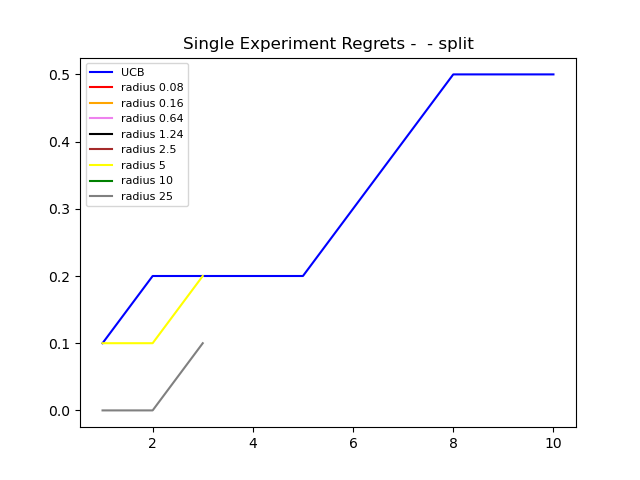 Single Experiment Regrets -  - split
UCB
radius 0.08
radius 0.16
radius 0.64
radius 1.24
radius 2.5
radius 5
radius 10
radius 25
0.5
0.4
0.3
0.2
0.1
0.0
2 4 6 8 10